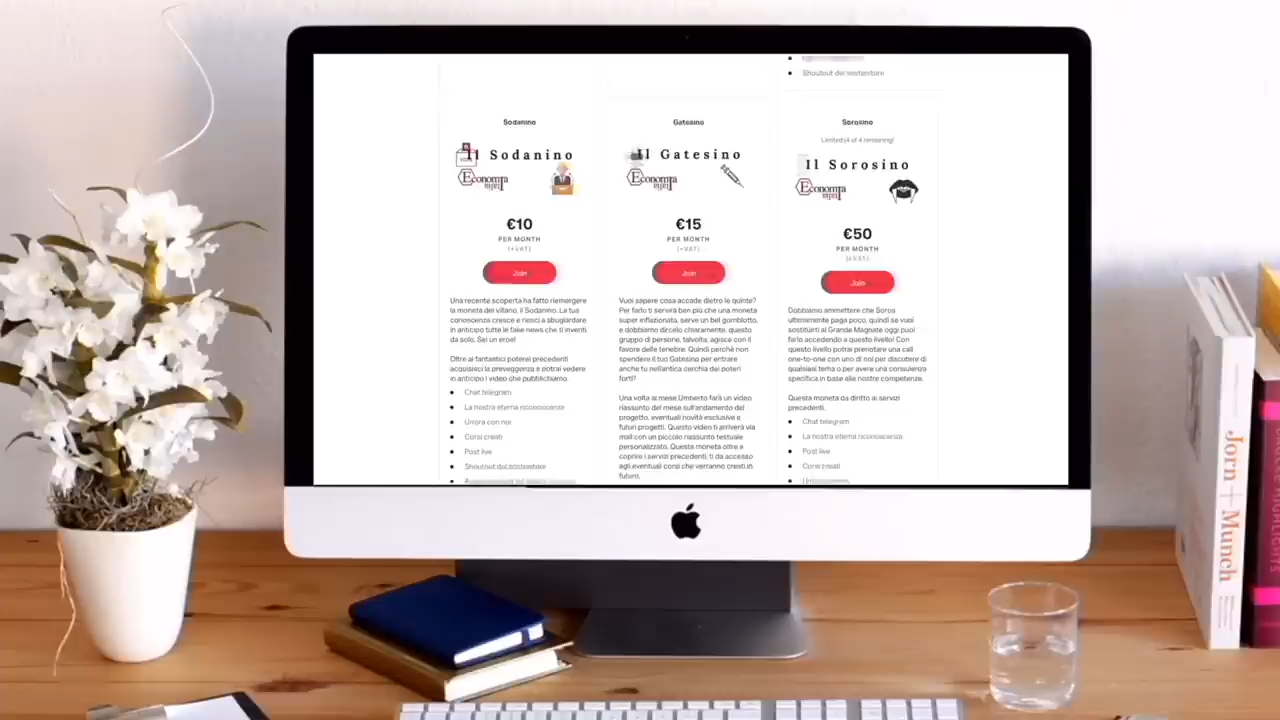 Shoutout del sostenitore
Sodanino
Il Sodanino
Economia
Italia
€10
PER MONTH
(+VAT)
Join
Una recente scoperta ha fatto riemergere
la moneta del villano, il Sodanino. La tua
conoscenza cresce e riesci a sbugiardare
in anticipo tutte le fake news che ti inventi
da solo. Sei un eroe!
Oltre ai fantastici poteri precedenti
acquisisci la preveggenza e potrai vedere
in anticipo i video che pubblichiamo.
Chat telegram
La nostra eterna riconoscenza
Un'ora con noi
Corsi creati
Post live
Shoutout del sostenitore
Gatesino
Il Gatesino
Economia
Italia
€15
PER MONTH
(+VAT)
Join
Vuoi sapere cosa accade dietro le quinte?
Per farlo ti servirà ben più che una moneta
super inflazionata, serve un bel gomblotto,
e dobbiamo dircelo chiaramente, questo
gruppo di persone, talvolta, agisce con il
favore delle tenebre. Quindi perchè non
spendere il tuo Gatesino per entrare
anche tu nell'antica cerchia dei poteri
forti?
Una volta al mese Umberto farà un video
riassunto del mese sull'andamento del
progetto, eventuali novità esclusive e
futuri progetti. Questo video ti arriverà via
mail con un piccolo riassunto testuale
personalizzato. Questa moneta oltre a
coprire i servizi precedenti, ti da accesso
agli eventuali corsi che verranno creati in
futuro.
Sorosino
Limited (4 of 4 remaining)
Il Sorosino
Economia
Italia
€50
PER MONTH
(+VAT)
Join
Dobbiamo ammettere che Soros
ultimamente paga poco, quindi se vuoi
sostituirti al Grande Magnate oggi puoi
farlo accedendo a questo livello! Con
questo livello potrai prenotare una call
one-to-one con uno di noi per discutere di
qualsiasi tema o per avere una consulenza
specifica in base alle nostre competenze.
Questa moneta da diritto ai servizi
precedenti.
Chat telegram
La nostra eterna riconoscenza
Post live
Corsi creati
Jorn + Munch